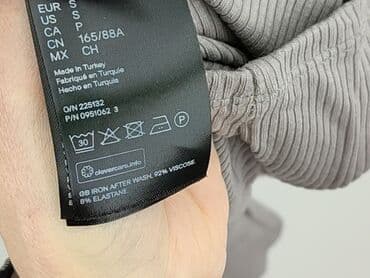 EUR S
US S
CA P
CN 165/88A
MX CH
Made in Turkey
Fabriqué en Turquie
Hecho en Turquía
O/N 225132
P/N 0951062 3
30 P
clevercare.info
GB IRON AFTER WASH. 92% VISCOSE.
8% ELASTANE